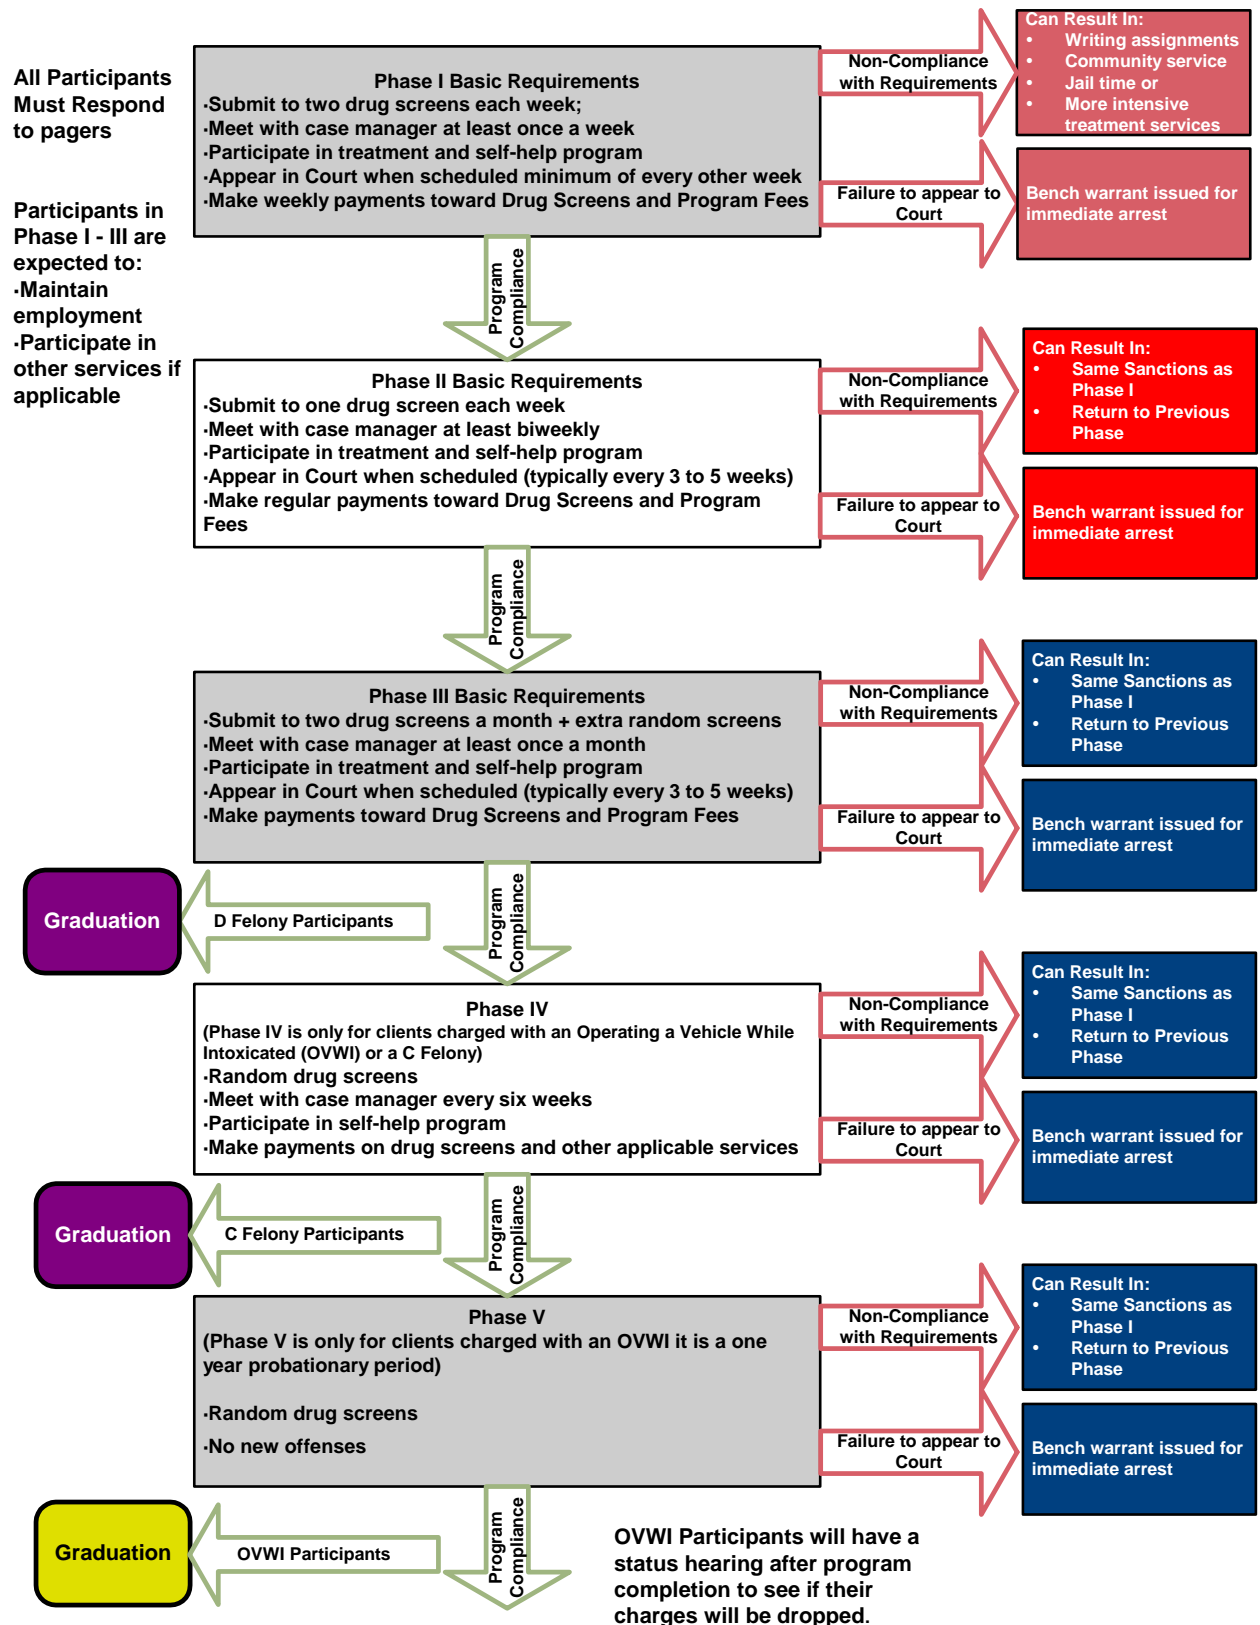 All Participants
Must Respond
to pagers
Participants in
Phase I - III are
expected to:
·Maintain
employment
·Participate in
other services if
applicable
Phase I Basic Requirements
·Submit to two drug screens each week;
·Meet with case manager at least once a week
·Participate in treatment and self-help program
·Appear in Court when scheduled minimum of every other week
·Make weekly payments toward Drug Screens and Program Fees
Non-Compliance
with Requirements
Can Result In:
• Writing assignments
• Community service
• Jail time or
• More intensive
treatment services
Failure to appear to
Court
Bench warrant issued for
immediate arrest
Program
Compliance
Phase II Basic Requirements
·Submit to one drug screen each week
·Meet with case manager at least biweekly
·Participate in treatment and self-help program
·Appear in Court when scheduled (typically every 3 to 5 weeks)
·Make regular payments toward Drug Screens and Program
Fees
Non-Compliance
with Requirements
Can Result In:
• Same Sanctions as
Phase I
• Return to Previous
Phase
Failure to appear to
Court
Bench warrant issued for
immediate arrest
Program
Compliance
Phase III Basic Requirements
·Submit to two drug screens a month + extra random screens
·Meet with case manager at least once a month
·Participate in treatment and self-help program
·Appear in Court when scheduled (typically every 3 to 5 weeks)
·Make payments toward Drug Screens and Program Fees
Non-Compliance
with Requirements
Can Result In:
• Same Sanctions as
Phase I
• Return to Previous
Phase
Failure to appear to
Court
Bench warrant issued for
immediate arrest
Program
Compliance
D Felony Participants
Graduation
Phase IV
(Phase IV is only for clients charged with an Operating a Vehicle While
Intoxicated (OVWI) or a C Felony)
·Random drug screens
·Meet with case manager every six weeks
·Participate in self-help program
·Make payments on drug screens and other applicable services
Non-Compliance
with Requirements
Can Result In:
• Same Sanctions as
Phase I
• Return to Previous
Phase
Failure to appear to
Court
Bench warrant issued for
immediate arrest
Program
Compliance
C Felony Participants
Graduation
Phase V
(Phase V is only for clients charged with an OVWI it is a one
year probationary period)
·Random drug screens
·No new offenses
Non-Compliance
with Requirements
Can Result In:
• Same Sanctions as
Phase I
• Return to Previous
Phase
Failure to appear to
Court
Bench warrant issued for
immediate arrest
Program
Compliance
OVWI Participants
Graduation
OVWI Participants will have a
status hearing after program
completion to see if their
charges will be dropped.